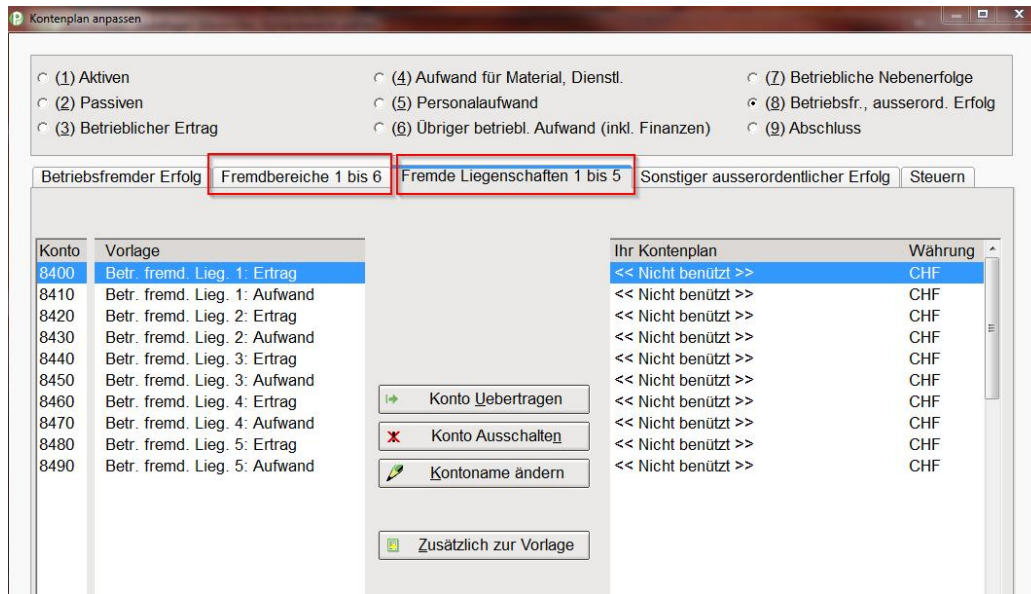 Kontenplan anpassen
(1) Aktiven (4) Aufwand für Material, Dienstl. (7) Betriebliche Nebenerfolge
(2) Passiven (5) Personalaufwand (8) Betriebsfr., ausserord. Erfolg
(3) Betrieblicher Ertrag (6) Übriger betriebl. Aufwand (inkl. Finanzen) (9) Abschluss
Betriebsfremder Erfolg Fremdbereiche 1 bis 6 Fremde Liegenschaften 1 bis 5 Sonstiger ausserordentlicher Erfolg Steuern
Konto Vorlage Ihr Kontenplan Währung
8400 Betr. fremd. Lieg. 1: Ertrag << Nicht benützt >> CHF
8410 Betr. fremd. Lieg. 1: Aufwand << Nicht benützt >> CHF
8420 Betr. fremd. Lieg. 2: Ertrag << Nicht benützt >> CHF
8430 Betr. fremd. Lieg. 2: Aufwand << Nicht benützt >> CHF
8440 Betr. fremd. Lieg. 3: Ertrag << Nicht benützt >> CHF
8450 Betr. fremd. Lieg. 3: Aufwand << Nicht benützt >> CHF
8460 Betr. fremd. Lieg. 4: Ertrag << Nicht benützt >> CHF
8470 Betr. fremd. Lieg. 4: Aufwand << Nicht benützt >> CHF
8480 Betr. fremd. Lieg. 5: Ertrag << Nicht benützt >> CHF
8490 Betr. fremd. Lieg. 5: Aufwand << Nicht benützt >> CHF
Konto Uebertragen
Konto Ausschalten
Kontoname ändern
Zusätzlich zur Vorlage